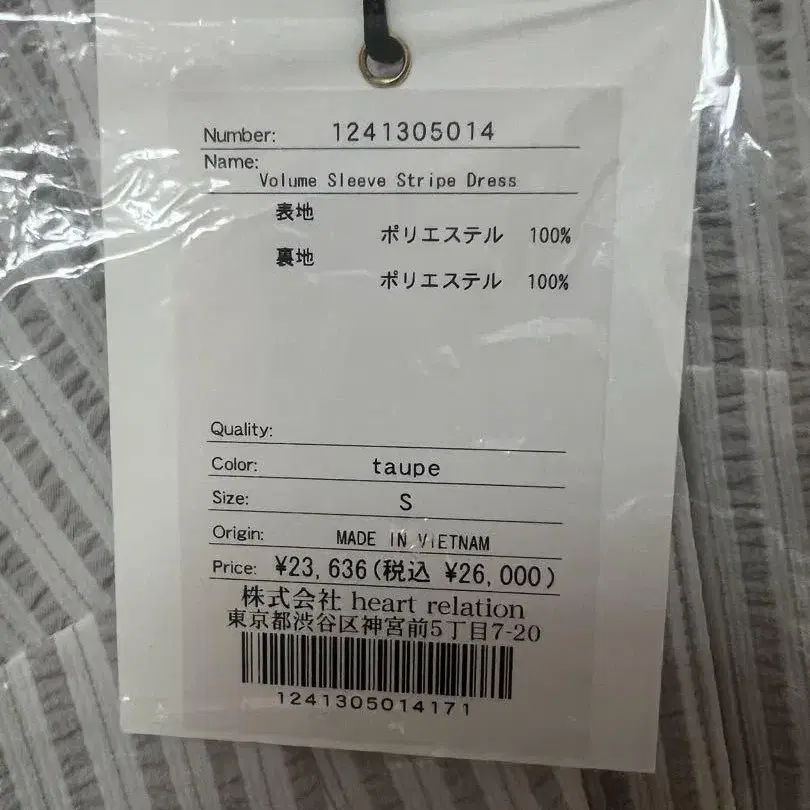 Number: 1241305014
Name:
Volume Sleeve Stripe Dress
表地
ポリエステル 100%
裏地
ポリエステル 100%
Quality:
Color: taupe
Size: S
Origin: MADE IN VIETNAM
Price: ¥23,636(税込 ¥26,000)
株式会社 heart relation
東京都渋谷区神宮前5丁目7-20
1241305014171